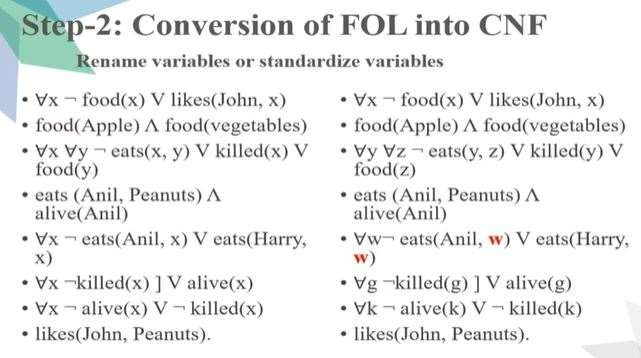 Step-2: Conversion of FOL into CNF
Rename variables or standardize variables
• ∀x ¬ food(x) V likes(John, x)
• food(Apple) Λ food(vegetables)
• ∀x ∀y ¬ eats(x, y) V killed(x) V
food(y)
• eats (Anil, Peanuts) Λ
alive(Anil)
• ∀x ¬ eats(Anil, x) V eats(Harry,
x)
• ∀x ¬killed(x) ] V alive(x)
• ∀x ¬ alive(x) V ¬ killed(x)
• likes(John, Peanuts).
• ∀x ¬ food(x) V likes(John, x)
• food(Apple) Λ food(vegetables)
• ∀y ∀z ¬ eats(y, z) V killed(y) V
food(z)
• eats (Anil, Peanuts) Λ
alive(Anil)
• ∀w¬ eats(Anil, w) V eats(Harry,
w)
• ∀g ¬killed(g) ] V alive(g)
• ∀k ¬ alive(k) V ¬ killed(k)
• likes(John, Peanuts).